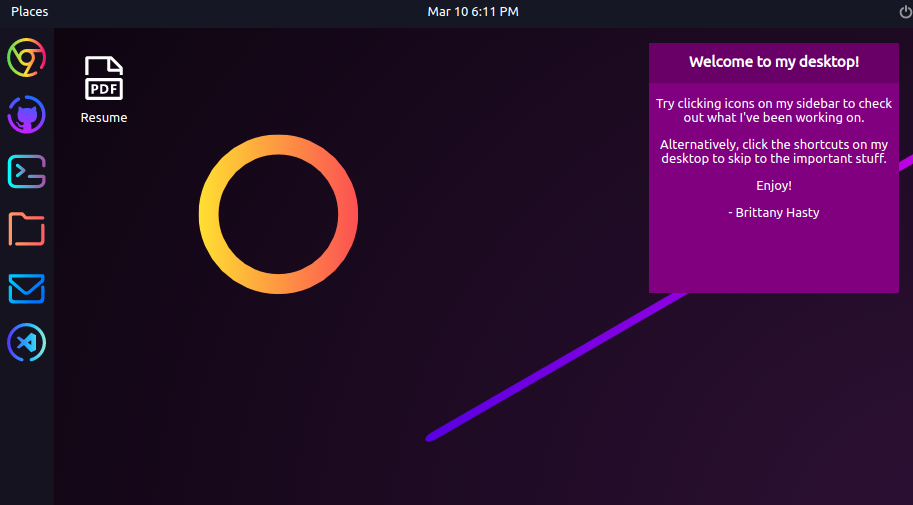 Places
Mar 10 6:11 PM
PDF
Resume
Welcome to my desktop!
Try clicking icons on my sidebar to check
out what I've been working on.
Alternatively, click the shortcuts on my
desktop to skip to the important stuff.
Enjoy!
- Brittany Hasty